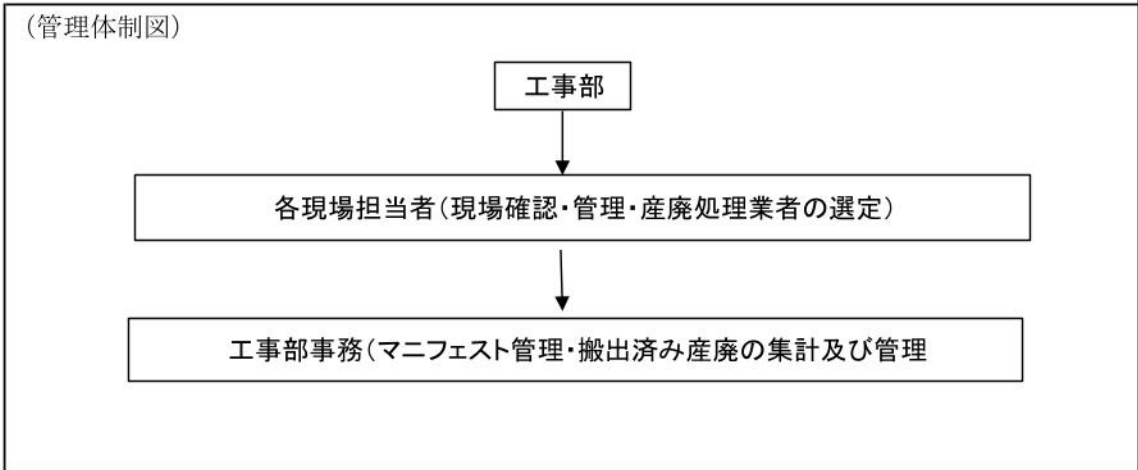 （管理体制図）
工事部
各現場担当者（現場確認・管理・産廃処理業者の選定）
工事部事務（マニフェスト管理・搬出済み産廃の集計及び管理